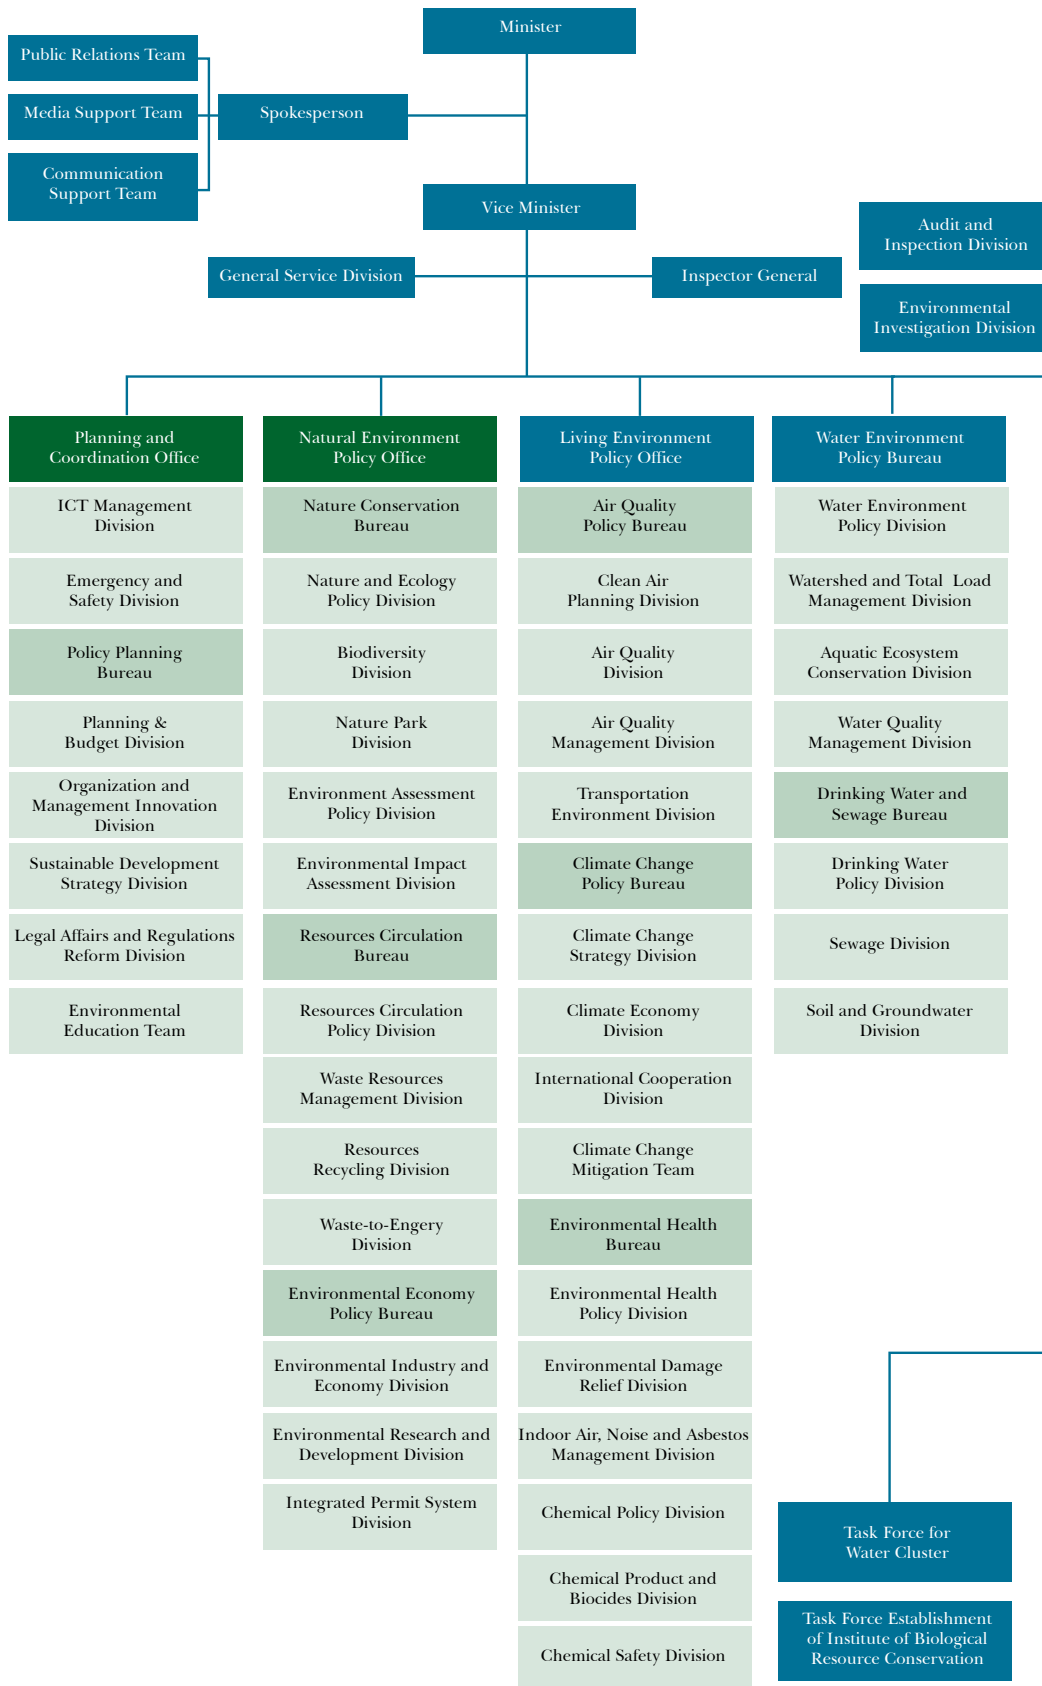 Minister
Public Relations Team
Media Support Team
Spokesperson
Communication
Support Team
Vice Minister
Audit and
Inspection Division
General Service Division
Inspector General
Environmental
Investigation Division
Planning and
Coordination Office
ICT Management
Division
Emergency and
Safety Division
Policy Planning
Bureau
Planning &
Budget Division
Organization and
Management Innovation
Division
Sustainable Development
Strategy Division
Legal Affairs and Regulations
Reform Division
Environmental
Education Team
Natural Environment
Policy Office
Nature Conservation
Bureau
Nature and Ecology
Policy Division
Biodiversity
Division
Nature Park
Division
Environment Assessment
Policy Division
Environmental Impact
Assessment Division
Resources Circulation
Bureau
Resources Circulation
Policy Division
Waste Resources
Management Division
Resources
Recycling Division
Waste-to-Engery
Division
Environmental Economy
Policy Bureau
Environmental Industry and
Economy Division
Environmental Research and
Development Division
Integrated Permit System
Division
Living Environment
Policy Office
Air Quality
Policy Bureau
Clean Air
Planning Division
Air Quality
Division
Air Quality
Management Division
Transportation
Environment Division
Climate Change
Policy Bureau
Climate Change
Strategy Division
Climate Economy
Division
International Cooperation
Division
Climate Change
Mitigation Team
Environmental Health
Bureau
Environmental Health
Policy Division
Environmental Damage
Relief Division
Indoor Air, Noise and Asbestos
Management Division
Chemical Policy Division
Chemical Product and
Biocides Division
Chemical Safety Division
Water Environment
Policy Bureau
Water Environment
Policy Division
Watershed and Total Load
Management Division
Aquatic Ecosystem
Conservation Division
Water Quality
Management Division
Drinking Water and
Sewage Bureau
Drinking Water
Policy Division
Sewage Division
Soil and Groundwater
Division
Task Force for
Water Cluster
Task Force Establishment
of Institute of Biological
Resource Conservation